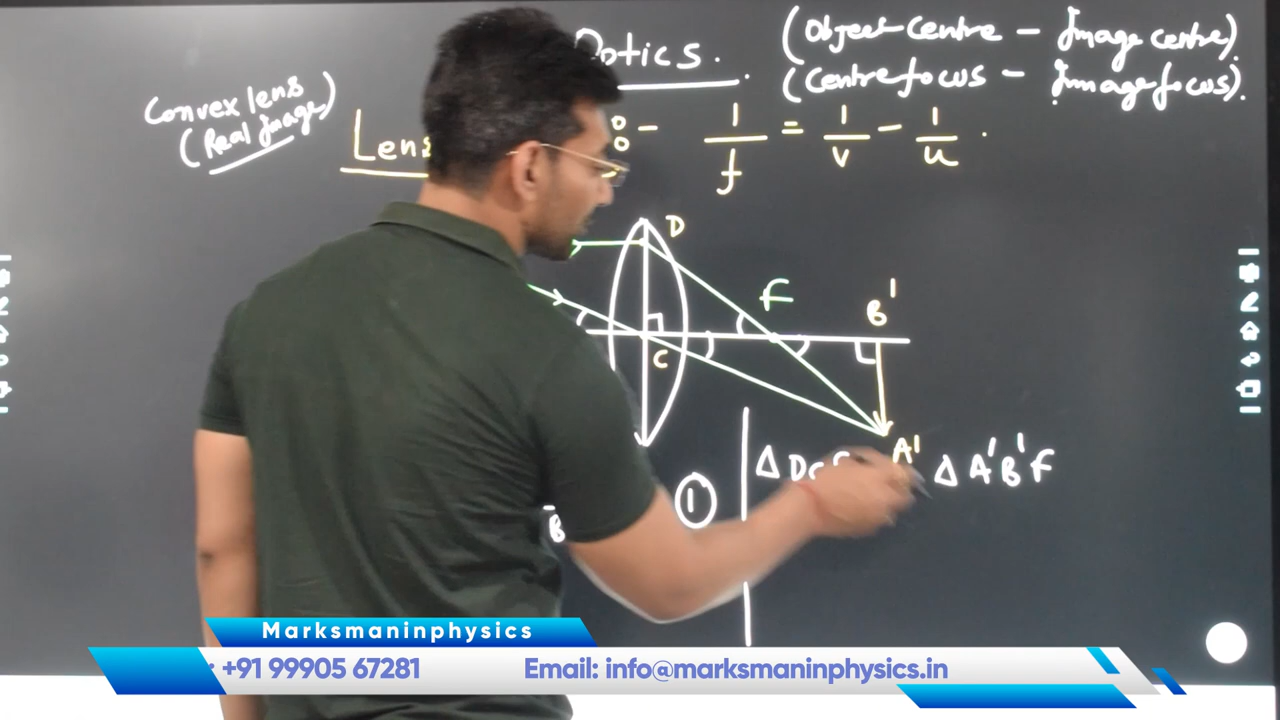 Optics.
(Object Centre - Image centre).
(Centre focus - Image focus).
Convex lens
(Real Image)
Lens
:- 1/f = 1/v - 1/u .
D
F
B'
C
A'
①
Δ A'B'F
B
Marksmaninphysics
: +91 99905 67281
Email: info@marksmaninphysics.in